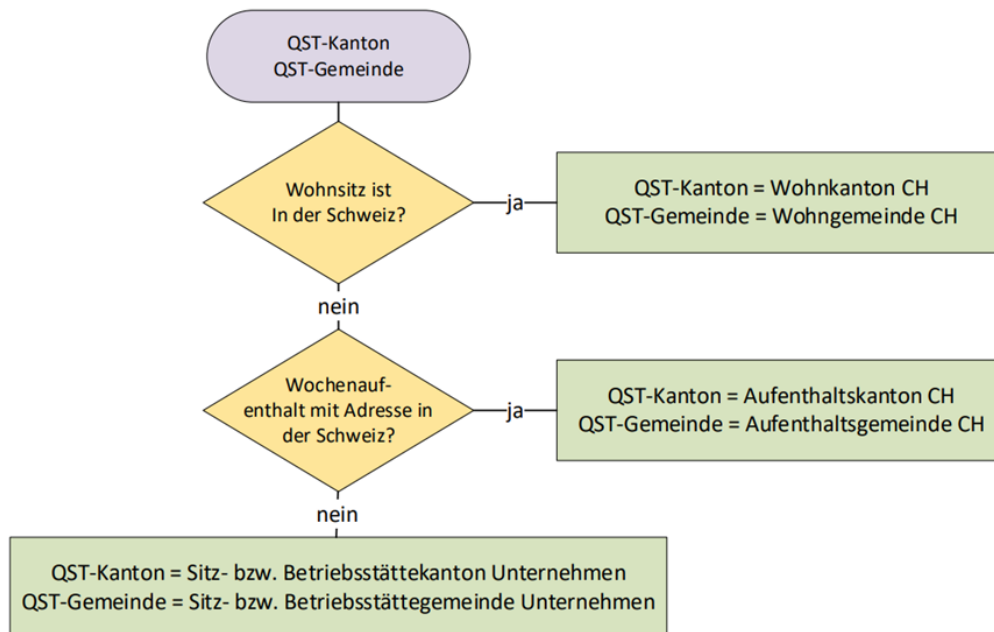 QST-Kanton
QST-Gemeinde
Wohnsitz ist
In der Schweiz?
ja
QST-Kanton = Wohnkanton CH
QST-Gemeinde = Wohngemeinde CH
nein
Wochenauf-
enthalt mit Adresse in
der Schweiz?
ja
QST-Kanton = Aufenthaltskanton CH
QST-Gemeinde = Aufenthaltsgemeinde CH
nein
QST-Kanton = Sitz- bzw. Betriebsstättekanton Unternehmen
QST-Gemeinde = Sitz- bzw. Betriebsstättegemeinde Unternehmen